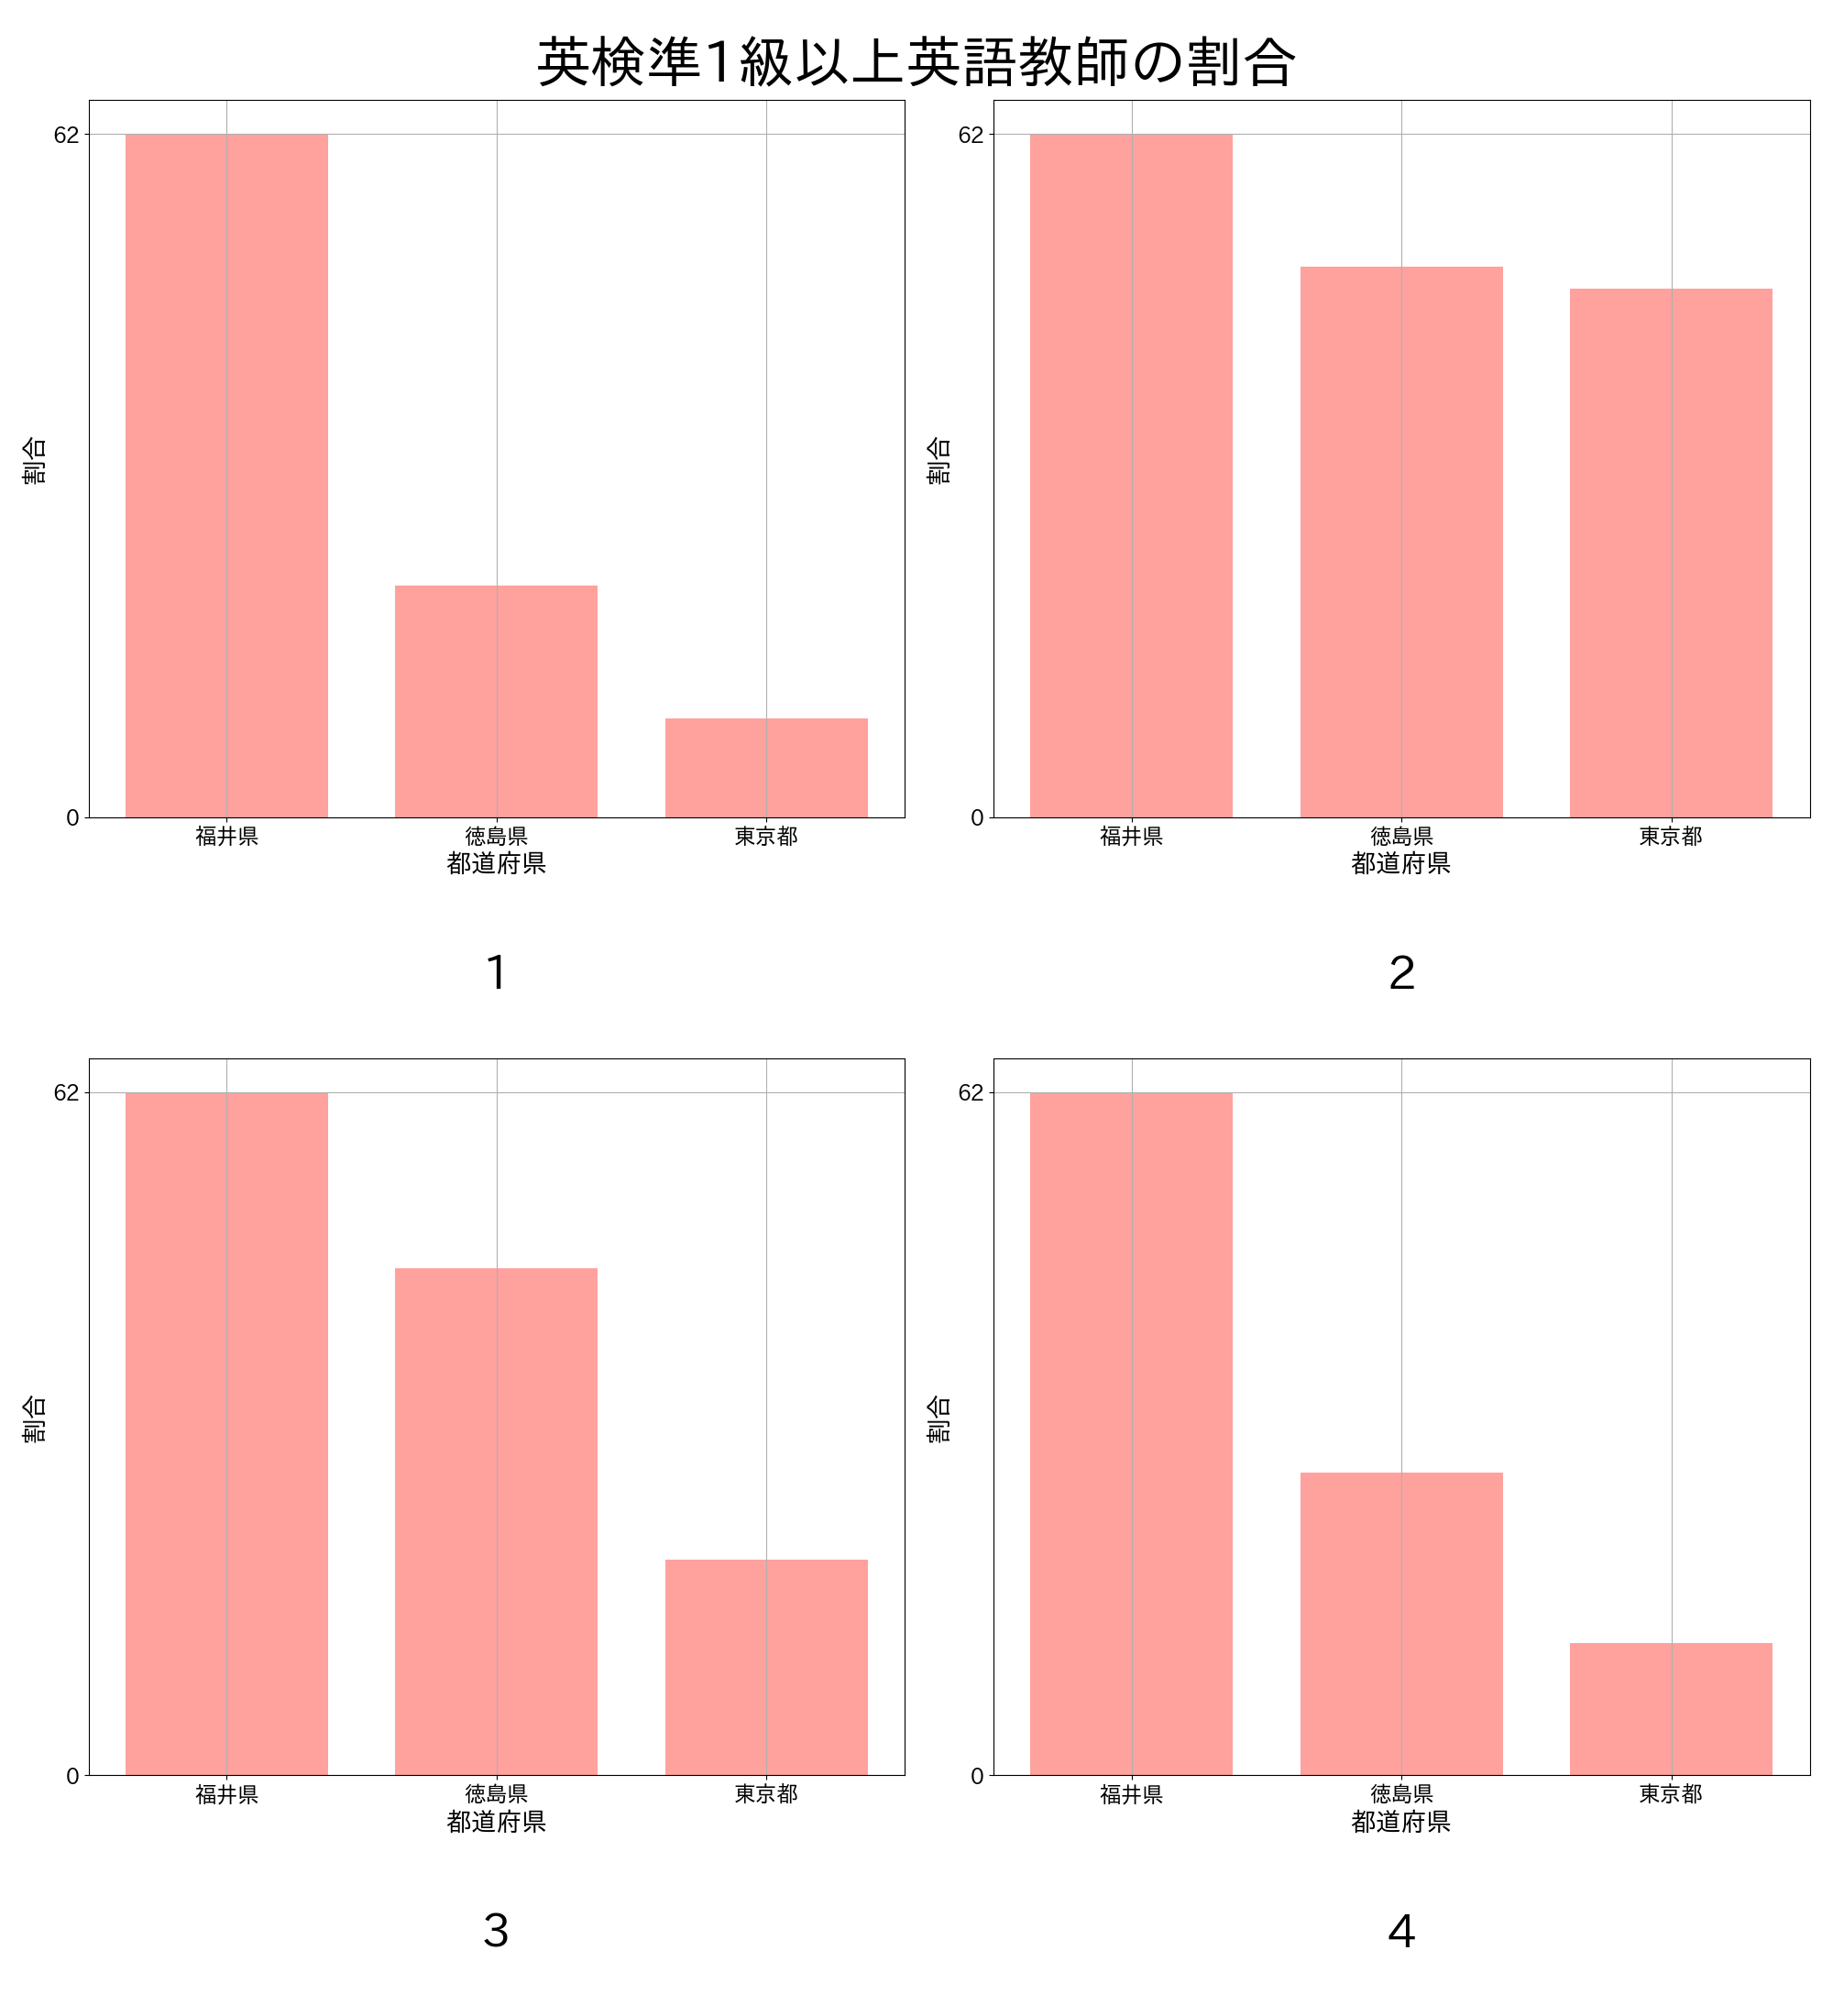 英検準1級以上英語教師の割合
62
0
割合
福井県
徳島県
東京都
都道府県
1
62
0
割合
福井県
徳島県
東京都
都道府県
2
62
0
割合
福井県
徳島県
東京都
都道府県
3
62
0
割合
福井県
徳島県
東京都
都道府県
4